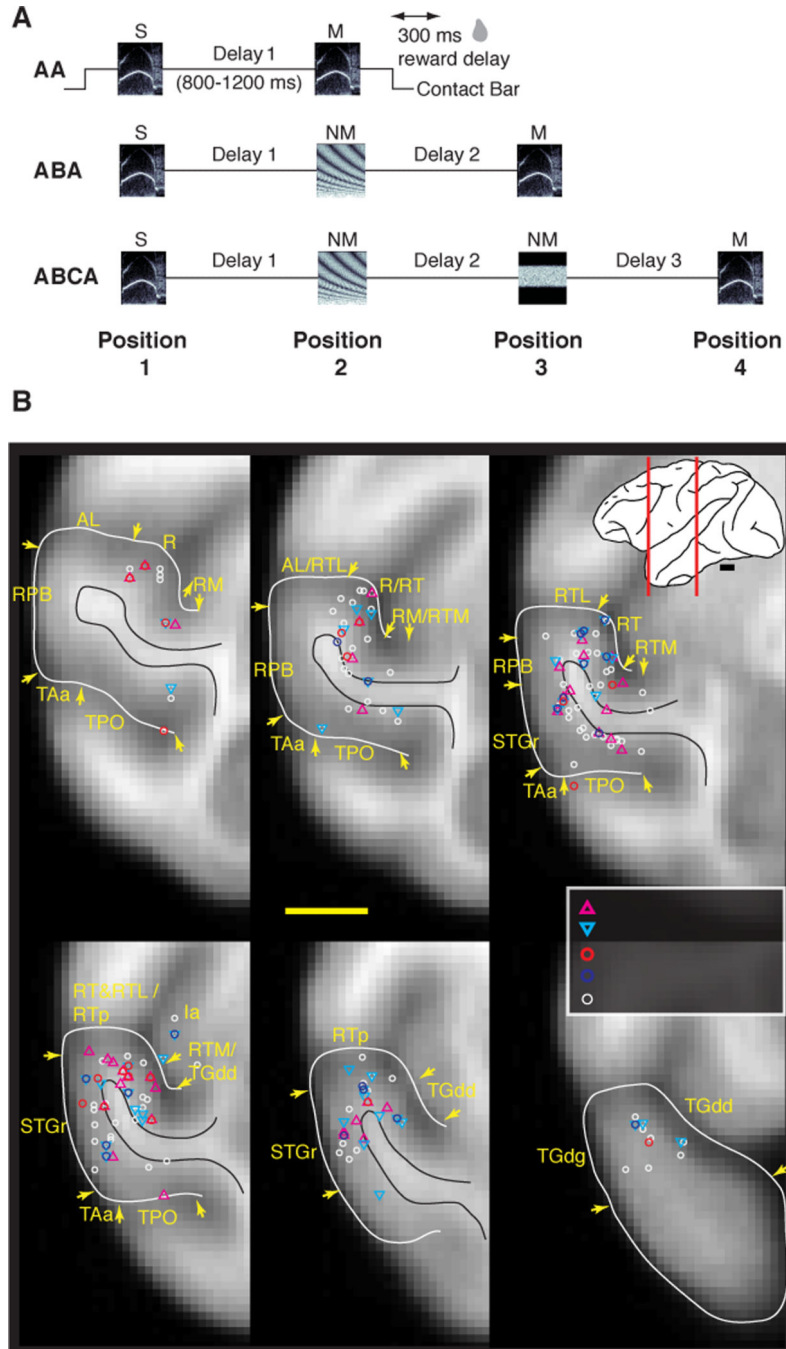 A
S
M
300 ms
reward delay
AA
Delay 1
(800-1200 ms)
Contact Bar
S
NM
M
ABA
Delay 1
Delay 2
S
NM
NM
M
ABCA
Delay 1
Delay 2
Delay 3
Position
1
Position
2
Position
3
Position
4
B
AL
R
RM
RPB
TAa
TPO
AL/RTL
R/RT
RM/RTM
RPB
TAa
TPO
RTL
RT
RTM
RPB
STGr
TAa
TPO
RT&RTL /
RTp
Ia
RTM/
TGdd
STGr
TAa
TPO
RTp
TGdd
STGr
TGdd
TGdg